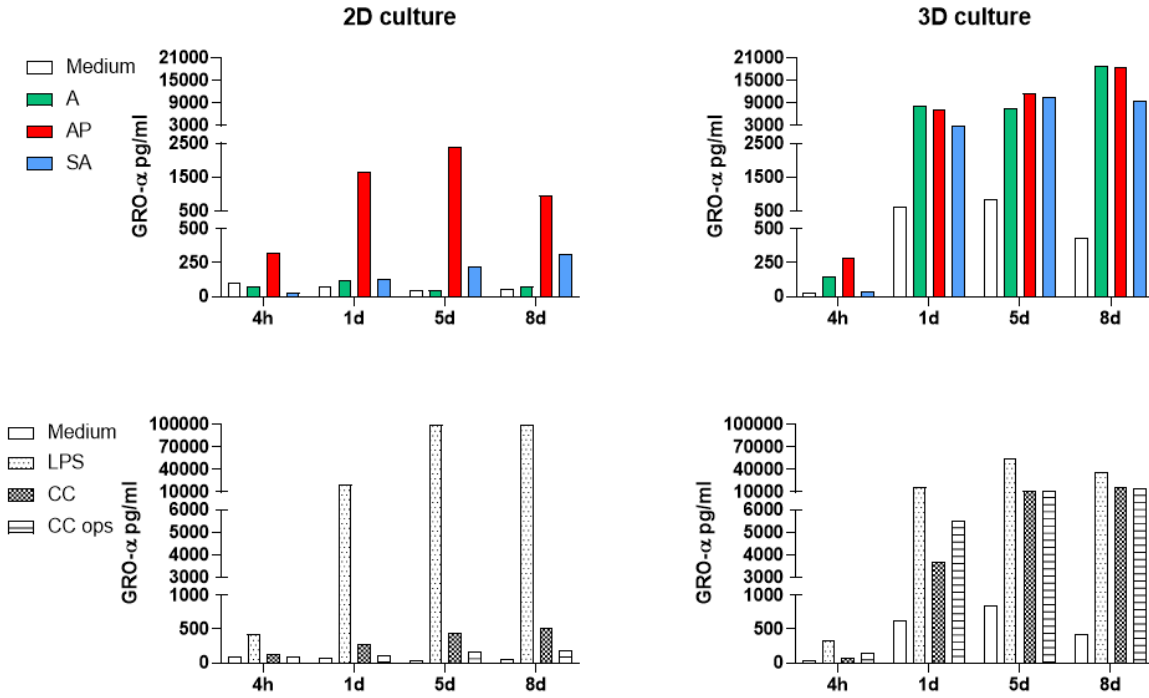 2D culture
3D culture
Medium
A
AP
SA
GRO-α pg/ml
21000
15000
9000
3000
2500
1500
500
500
250
0
4h 1d 5d 8d
GRO-α pg/ml
21000
15000
9000
3000
2500
1500
500
500
250
0
4h 1d 5d 8d
Medium
LPS
CC
CC ops
GRO-α pg/ml
100000
70000
40000
10000
6000
5000
4000
3000
1000
500
0
4h 1d 5d 8d
GRO-α pg/ml
100000
70000
40000
10000
6000
5000
4000
3000
1000
500
0
4h 1d 5d 8d